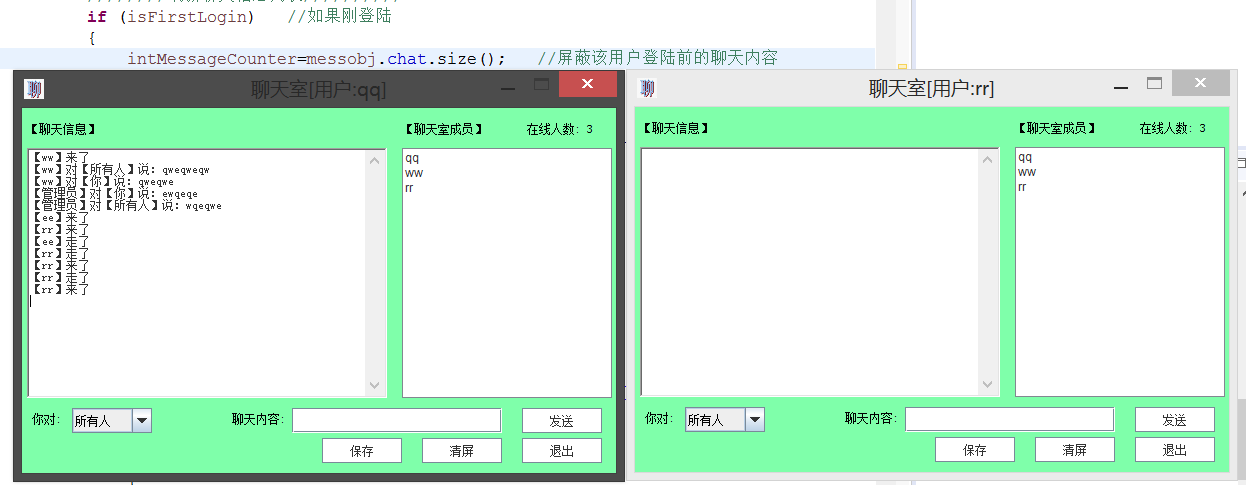 if (isFirstLogin) //如果刚登陆
{
intMessageCounter=messobj.chat.size(); //屏蔽该用户登陆前的聊天内容
聊
聊天室[用户:qq]
【聊天信息】
【聊天室成员】
在线人数: 3
【ww】来了
【ww】对【所有人】说: qweqweqw
【ww】对【你】说: qweqwe
【管理员】对【你】说: ewqeqe
【管理员】对【所有人】说: wqeqwe
【ee】来了
【rr】来了
【ee】走了
【rr】走了
【rr】来了
【rr】走了
【rr】来了
qq
ww
rr
你对:
所有人
聊天内容:
发送
保存
清屏
退出
聊
聊天室[用户:rr]
【聊天信息】
【聊天室成员】
在线人数: 3
qq
ww
rr
你对:
所有人
聊天内容:
发送
保存
清屏
退出